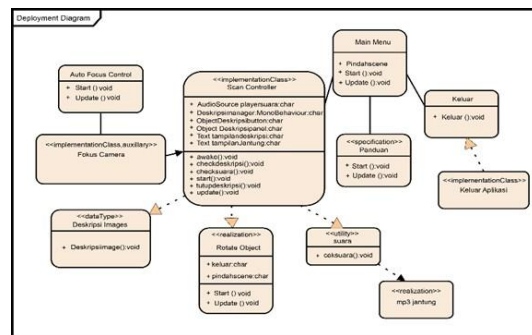 Deployment Diagram
Main Menu
+ Pindahscene
+ Start ():void
+ Update ():void
Auto Focus Control
+ Start ():void
+ Update ():void
<<implementationClass>>
Scan Controller
+ AudioSource playersuara:char
+ Deskripsimanager:MonoBehaviour:char
+ ObjectDeskripsibutton:char
+ Object Deskripsipanel:char
+ Text tampilandeskripsi:char
+ Text tampilanJantung:char
+ awake():void
+ checkdeskripsi():void
+ checksuara():void
+ start():void
+ tutupdeskripsi():void
+ update():void
Keluar
+ Keluar ():void
<<implementationClass,auxiliary>>
Fokus Camera
<<specification>>
Panduan
+ Start ():void
+ Update ():void
<<implementationClass>>
Keluar Aplikasi
<<dataType>>
Deskripsi Images
+ Deskripsiimage():void
<<realization>>
Rotate Object
+ keluar:char
+ pindahscene:char
+ Start ():void
+ Update ():void
<<utility>>
suara
+ ceksuara():void
<<realization>>
mp3 jantung